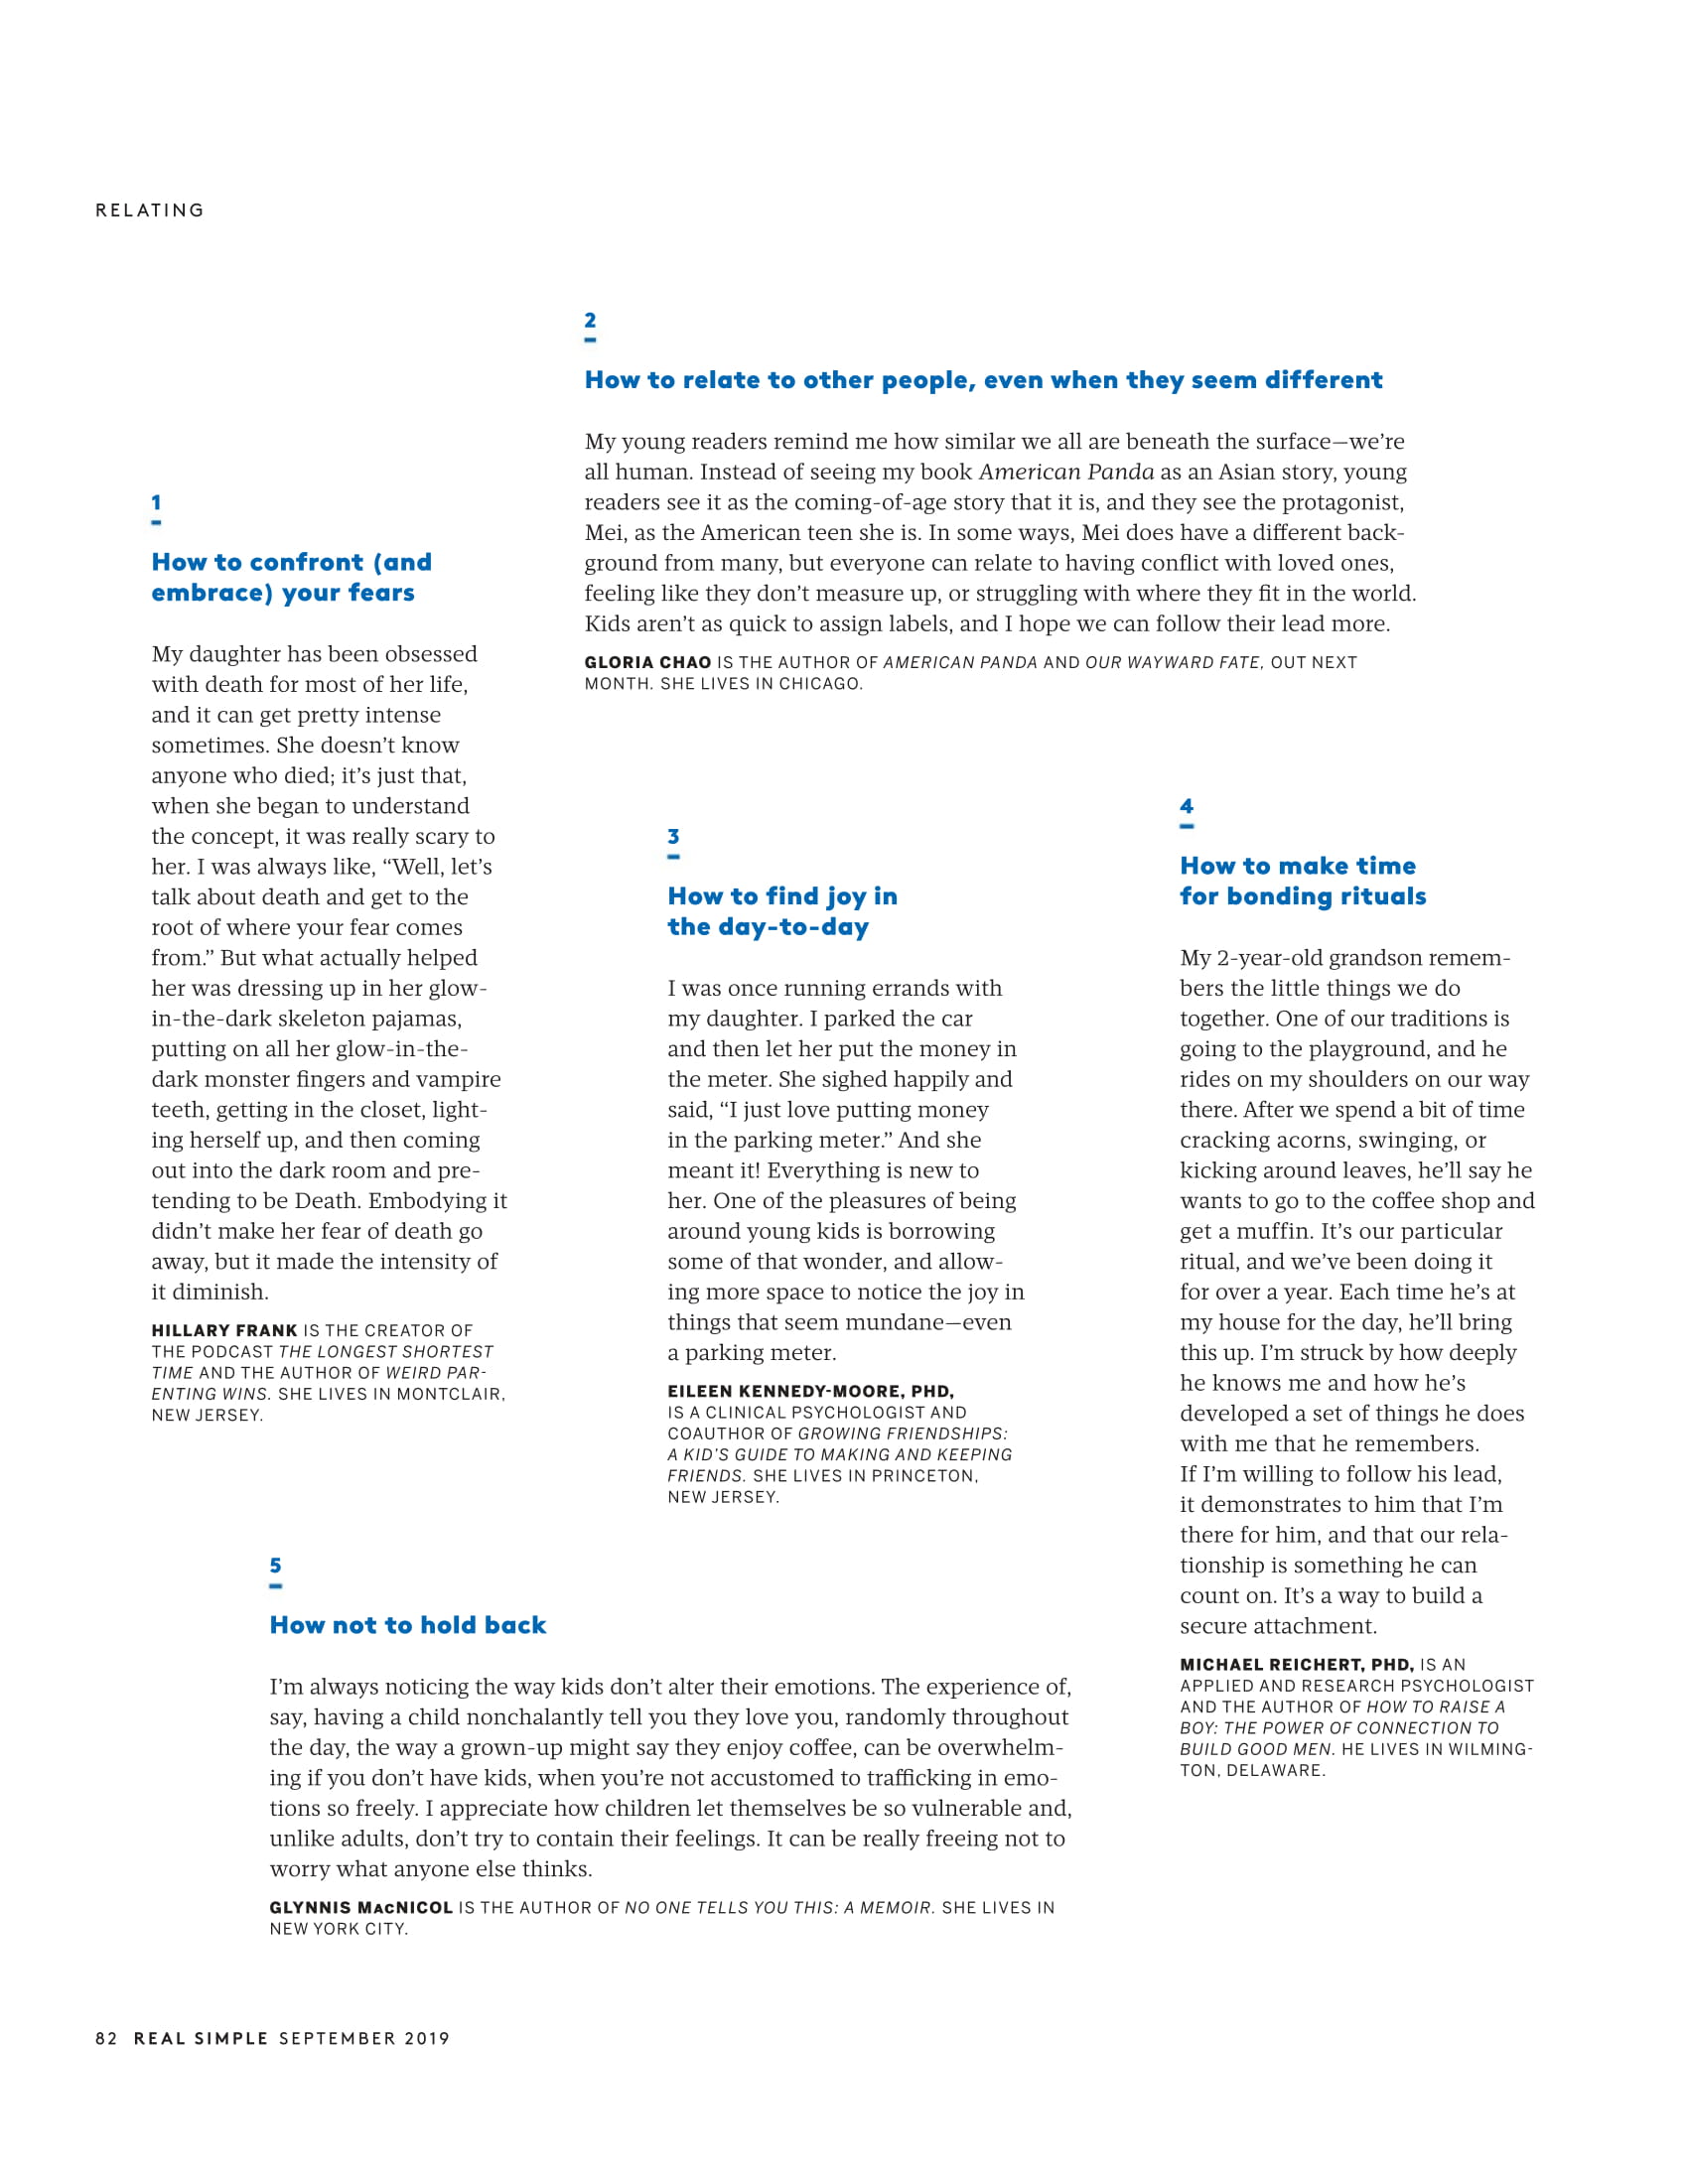 RELATING
1
How to confront (and
embrace) your fears
My daughter has been obsessed
with death for most of her life,
and it can get pretty intense
sometimes. She doesn’t know
anyone who died; it’s just that,
when she began to understand
the concept, it was really scary to
her. I was always like, “Well, let’s
talk about death and get to the
root of where your fear comes
from.” But what actually helped
her was dressing up in her glow-
in-the-dark skeleton pajamas,
putting on all her glow-in-the-
dark monster fingers and vampire
teeth, getting in the closet, light-
ing herself up, and then coming
out into the dark room and pre-
tending to be Death. Embodying it
didn’t make her fear of death go
away, but it made the intensity of
it diminish.
HILLARY FRANK IS THE CREATOR OF
THE PODCAST THE LONGEST SHORTEST
TIME AND THE AUTHOR OF WEIRD PAR-
ENTING WINS. SHE LIVES IN MONTCLAIR,
NEW JERSEY.
2
How to relate to other people, even when they seem different
My young readers remind me how similar we all are beneath the surface—we’re
all human. Instead of seeing my book American Panda as an Asian story, young
readers see it as the coming-of-age story that it is, and they see the protagonist,
Mei, as the American teen she is. In some ways, Mei does have a different back-
ground from many, but everyone can relate to having conflict with loved ones,
feeling like they don’t measure up, or struggling with where they fit in the world.
Kids aren’t as quick to assign labels, and I hope we can follow their lead more.
GLORIA CHAO IS THE AUTHOR OF AMERICAN PANDA AND OUR WAYWARD FATE, OUT NEXT
MONTH. SHE LIVES IN CHICAGO.
3
How to find joy in
the day-to-day
I was once running errands with
my daughter. I parked the car
and then let her put the money in
the meter. She sighed happily and
said, “I just love putting money
in the parking meter.” And she
meant it! Everything is new to
her. One of the pleasures of being
around young kids is borrowing
some of that wonder, and allow-
ing more space to notice the joy in
things that seem mundane—even
a parking meter.
EILEEN KENNEDY-MOORE, PHD,
IS A CLINICAL PSYCHOLOGIST AND
COAUTHOR OF GROWING FRIENDSHIPS:
A KID’S GUIDE TO MAKING AND KEEPING
FRIENDS. SHE LIVES IN PRINCETON,
NEW JERSEY.
4
How to make time
for bonding rituals
My 2-year-old grandson remem-
bers the little things we do
together. One of our traditions is
going to the playground, and he
rides on my shoulders on our way
there. After we spend a bit of time
cracking acorns, swinging, or
kicking around leaves, he’ll say he
wants to go to the coffee shop and
get a muffin. It’s our particular
ritual, and we’ve been doing it
for over a year. Each time he’s at
my house for the day, he’ll bring
this up. I’m struck by how deeply
he knows me and how he’s
developed a set of things he does
with me that he remembers.
If I’m willing to follow his lead,
it demonstrates to him that I’m
there for him, and that our rela-
tionship is something he can
count on. It’s a way to build a
secure attachment.
MICHAEL REICHERT, PHD, IS AN
APPLIED AND RESEARCH PSYCHOLOGIST
AND THE AUTHOR OF HOW TO RAISE A
BOY: THE POWER OF CONNECTION TO
BUILD GOOD MEN. HE LIVES IN WILMING-
TON, DELAWARE.
5
How not to hold back
I’m always noticing the way kids don’t alter their emotions. The experience of,
say, having a child nonchalantly tell you they love you, randomly throughout
the day, the way a grown-up might say they enjoy coffee, can be overwhelm-
ing if you don’t have kids, when you’re not accustomed to trafficking in emo-
tions so freely. I appreciate how children let themselves be so vulnerable and,
unlike adults, don’t try to contain their feelings. It can be really freeing not to
worry what anyone else thinks.
GLYNNIS MacNICOL IS THE AUTHOR OF NO ONE TELLS YOU THIS: A MEMOIR. SHE LIVES IN
NEW YORK CITY.
82 REAL SIMPLE SEPTEMBER 2019